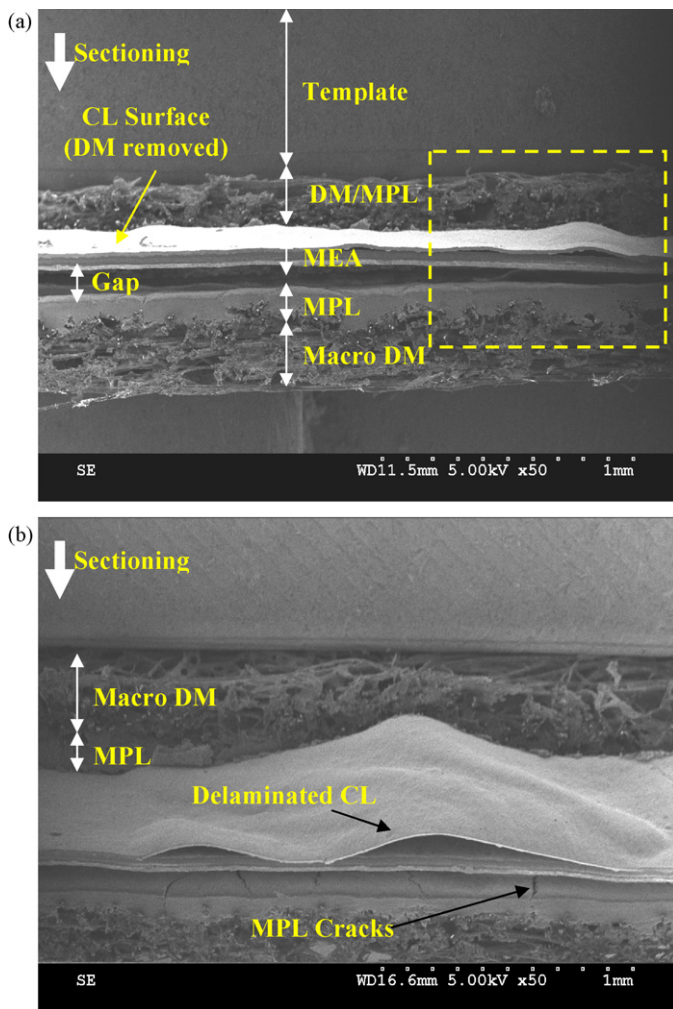 (a)
Sectioning
Template
CL Surface
(DM removed)
DM/MPL
MEA
Gap
MPL
Macro DM
SE
WD11.5mm 5.00kV x50 1mm
(b)
Sectioning
Macro DM
MPL
Delaminated CL
MPL Cracks
SE
WD16.6mm 5.00kV x50 1mm